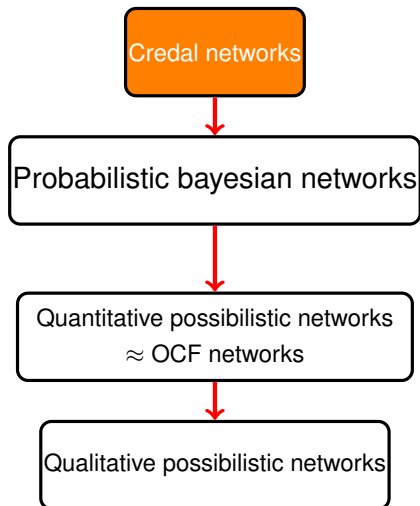 Credal networks
Probabilistic bayesian networks
Quantitative possibilistic networks
≈ OCF networks
Qualitative possibilistic networks